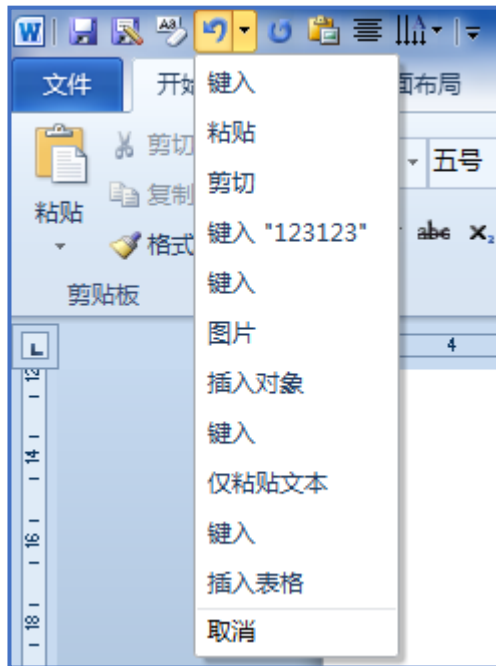 W
文件 开始 面布局
粘贴
剪切
复制
格式
剪贴板
五号
abc X₂
键入
粘贴
剪切
键入 "123123"
键入
图片
插入对象
键入
仅粘贴文本
键入
插入表格
取消
L
4
12
14
16
18